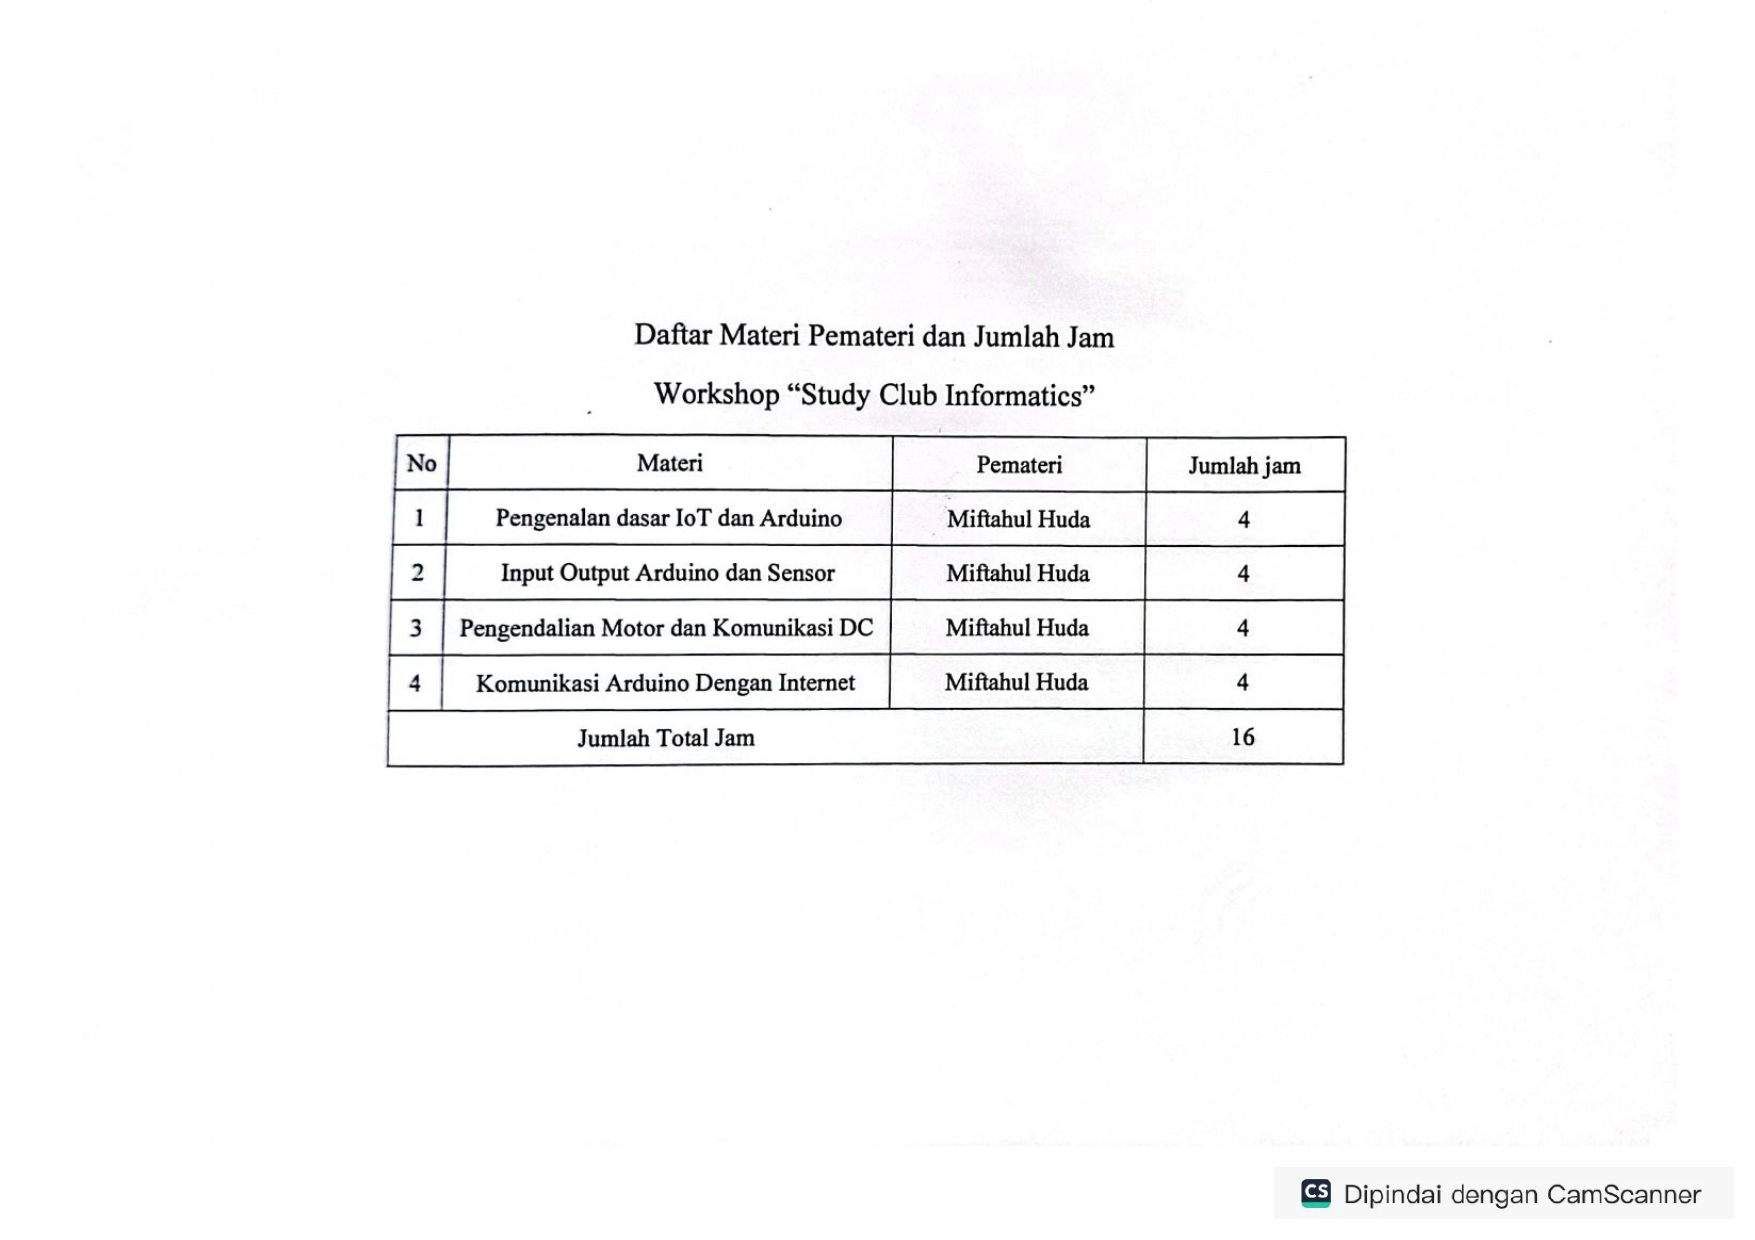 Daftar Materi Pemateri dan Jumlah Jam
Workshop “Study Club Informatics”
No Materi Pemateri Jumlah jam
1 Pengenalan dasar IoT dan Arduino Miftahul Huda 4
2 Input Output Arduino dan Sensor Miftahul Huda 4
3 Pengendalian Motor dan Komunikasi DC Miftahul Huda 4
4 Komunikasi Arduino Dengan Internet Miftahul Huda 4
Jumlah Total Jam 16
CS Dipindai dengan CamScanner